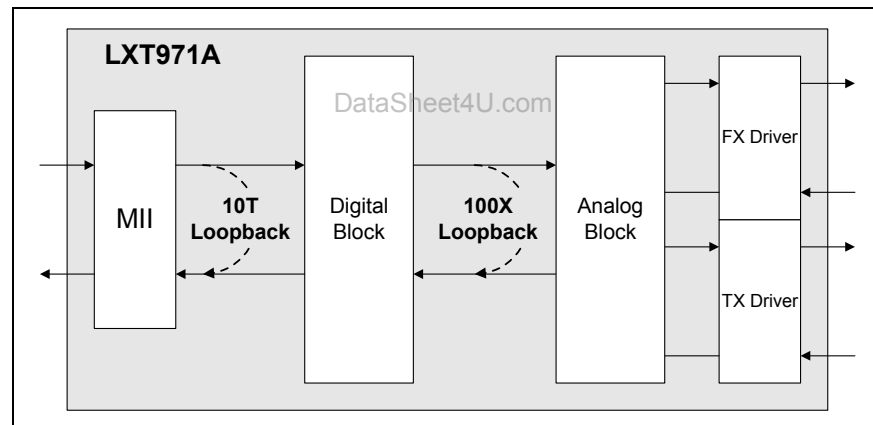 LXT971A
DataSheet4U.com
MII
10T
Loopback
Digital
Block
100X
Loopback
Analog
Block
FX Driver
TX Driver